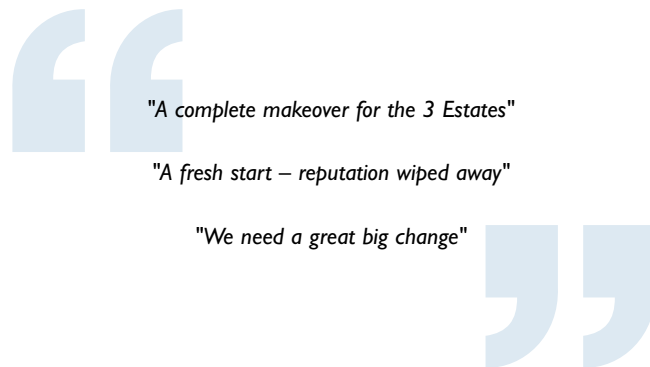 "A complete makeover for the 3 Estates"
"A fresh start – reputation wiped away"
"We need a great big change"